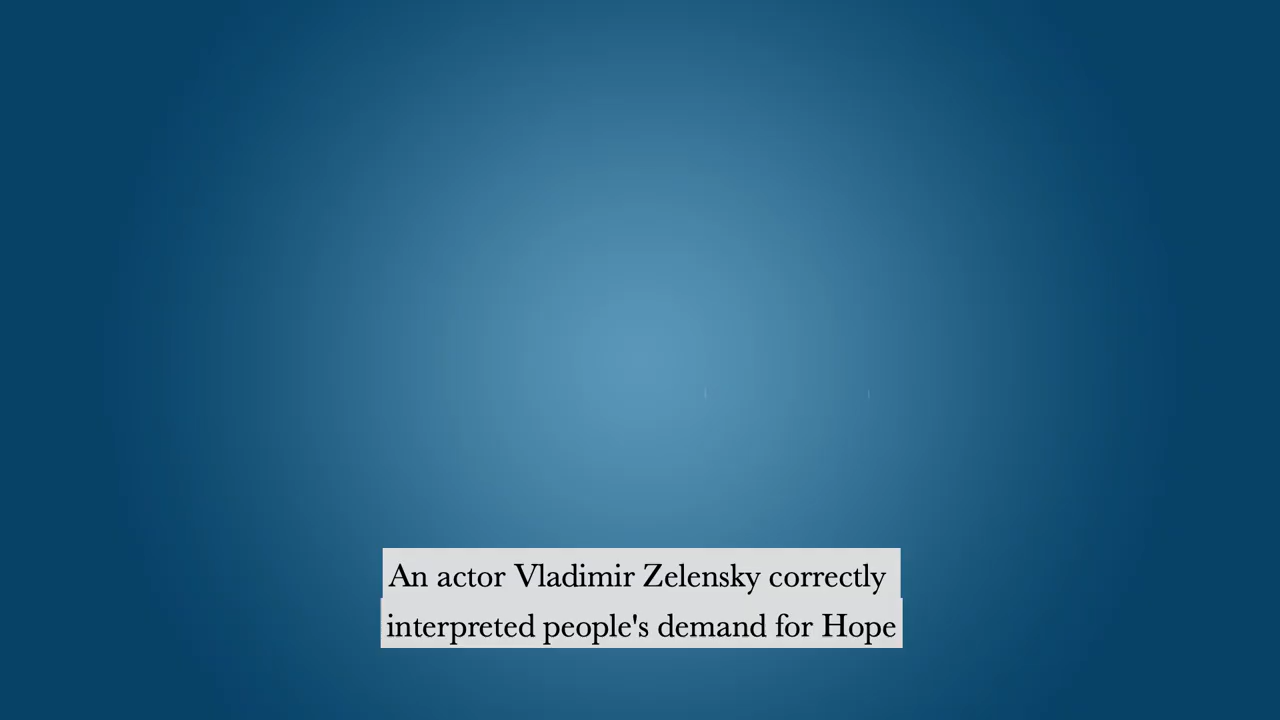 An actor Vladimir Zelensky correctly
interpreted people's demand for Hope